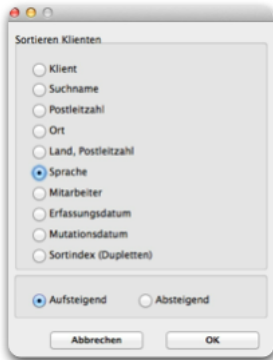 Sortieren Klienten
Klient
Suchname
Postleitzahl
Ort
Land, Postleitzahl
Sprache
Mitarbeiter
Erfassungsdatum
Mutationsdatum
Sortindex (Dupletten)
Aufsteigend Absteigend
Abbrechen OK